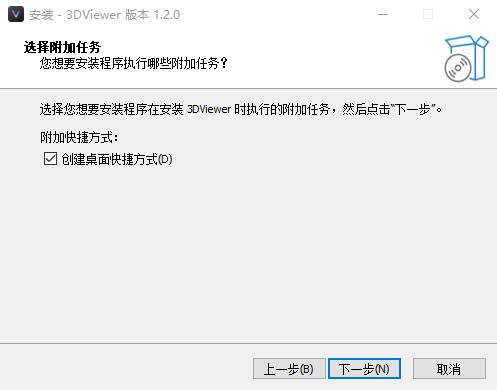 安装 - 3DViewer 版本 1.2.0
选择附加任务
您想要安装程序执行哪些附加任务？
选择您想要安装程序在安装 3DViewer 时执行的附加任务，然后点击“下一步”。
附加快捷方式：
创建桌面快捷方式(D)
上一步(B) 下一步(N) 取消